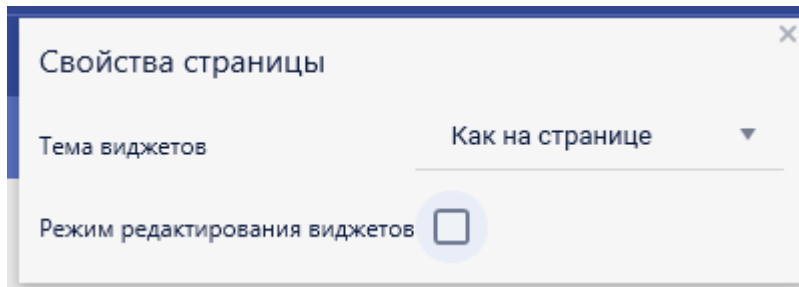 Свойства страницы
Тема виджетов Как на странице
Режим редактирования виджетов